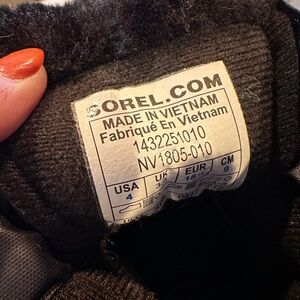 SOREL.COM
MADE IN VIETNAM
Fabriqué En Vietnam
1432251010
NV1805-010
USA UK EUR CM
4